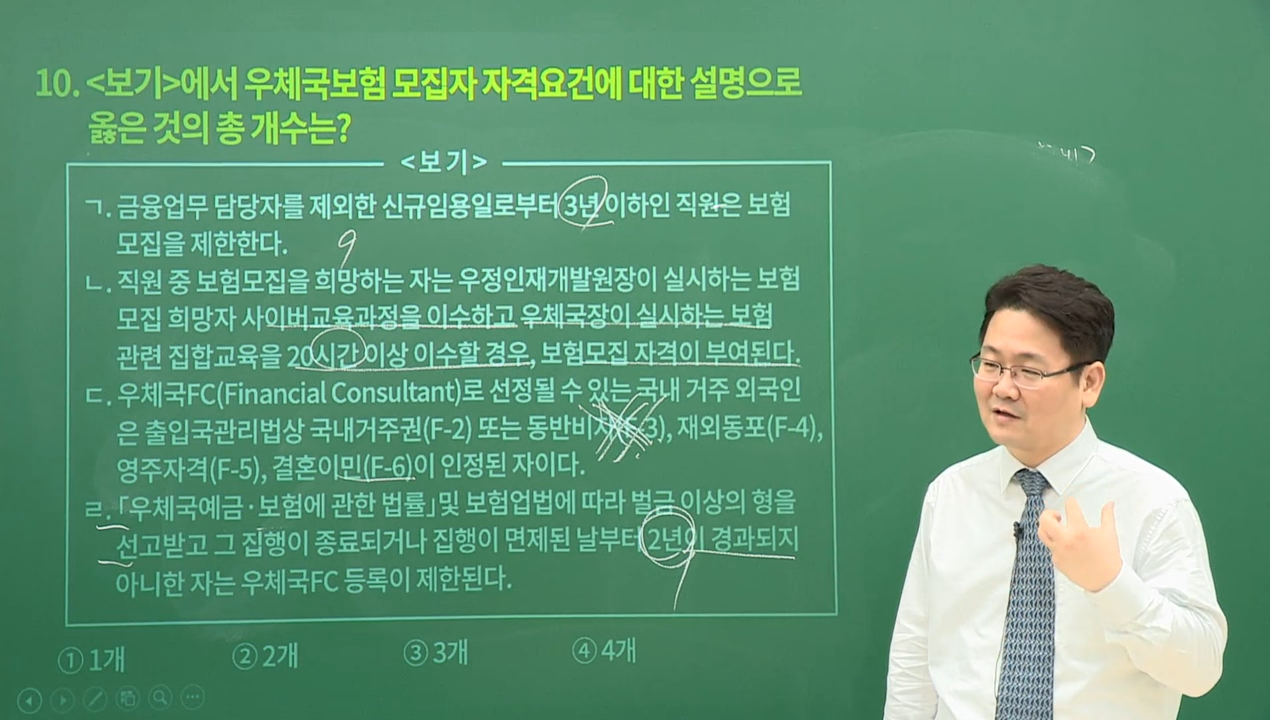 10. <보기>에서 우체국보험 모집자 자격요건에 대한 설명으로
옳은 것의 총 개수는?
<보기>
ㄱ. 금융업무 담당자를 제외한 신규임용일로부터 3년 이하인 직원은 보험
모집을 제한한다.
ㄴ. 직원 중 보험모집을 희망하는 자는 우정인재개발원장이 실시하는 보험
모집 희망자 사이버교육과정을 이수하고 우체국장이 실시하는 보험
관련 집합교육을 20시간 이상 이수할 경우, 보험모집 자격이 부여된다.
ㄷ. 우체국FC(Financial Consultant)로 선정될 수 있는 국내 거주 외국인
은 출입국관리법상 국내거주권(F-2) 또는 동반비자(F-3), 재외동포(F-4),
영주자격(F-5), 결혼이민(F-6)이 인정된 자이다.
ㄹ. 「우체국예금·보험에 관한 법률」및 보험업법에 따라 벌금 이상의 형을
선고받고 그 집행이 종료되거나 집행이 면제된 날부터 2년이 경과되지
아니한 자는 우체국FC 등록이 제한된다.
① 1개 ② 2개 ③ 3개 ④ 4개